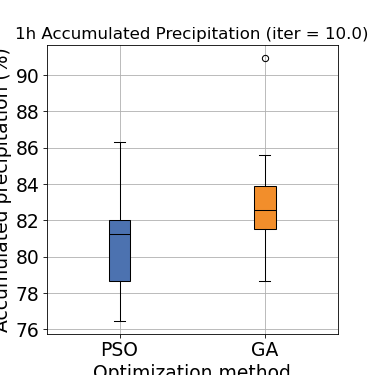 1h Accumulated Precipitation (iter = 10.0)
Accumulated precipitation (%)
90
88
86
84
82
80
78
76
PSO GA
Optimization method